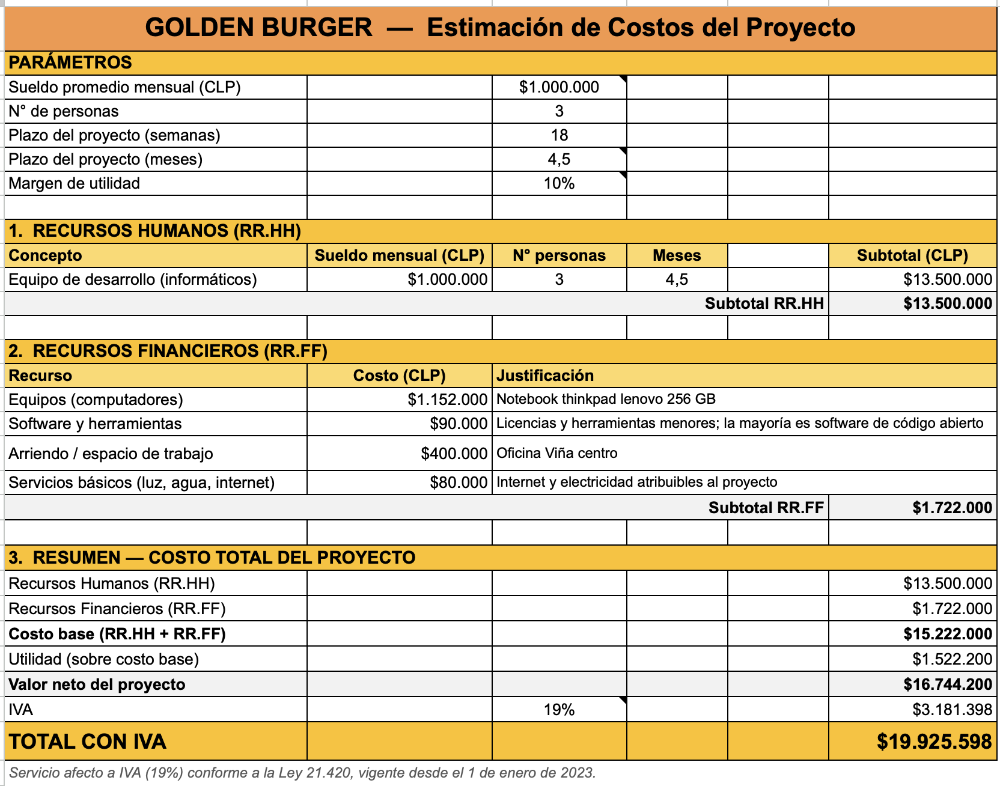 GOLDEN BURGER — Estimación de Costos del Proyecto
PARÁMETROS
Sueldo promedio mensual (CLP) $1.000.000
N° de personas 3
Plazo del proyecto (semanas) 18
Plazo del proyecto (meses) 4,5
Margen de utilidad 10%
1. RECURSOS HUMANOS (RR.HH)
Concepto Sueldo mensual (CLP) N° personas Meses Subtotal (CLP)
Equipo de desarrollo (informáticos) $1.000.000 3 4,5 $13.500.000
Subtotal RR.HH $13.500.000
2. RECURSOS FINANCIEROS (RR.FF)
Recurso Costo (CLP) Justificación
Equipos (computadores) $1.152.000 Notebook thinkpad lenovo 256 GB
Software y herramientas $90.000 Licencias y herramientas menores; la mayoría es software de código abierto
Arriendo / espacio de trabajo $400.000 Oficina Viña centro
Servicios básicos (luz, agua, internet) $80.000 Internet y electricidad atribuibles al proyecto
Subtotal RR.FF $1.722.000
3. RESUMEN — COSTO TOTAL DEL PROYECTO
Recursos Humanos (RR.HH) $13.500.000
Recursos Financieros (RR.FF) $1.722.000
Costo base (RR.HH + RR.FF) $15.222.000
Utilidad (sobre costo base) $1.522.200
Valor neto del proyecto $16.744.200
IVA 19% $3.181.398
TOTAL CON IVA $19.925.598
Servicio afecto a IVA (19%) conforme a la Ley 21.420, vigente desde el 1 de enero de 2023.